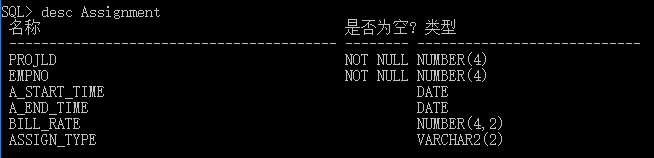 SQL> desc Assignment
名称 是否为空? 类型
----------------------------------------- -------- ----------------------------
PROJLD NOT NULL NUMBER(4)
EMPNO NOT NULL NUMBER(4)
A_START_TIME DATE
A_END_TIME DATE
BILL_RATE NUMBER(4,2)
ASSIGN_TYPE VARCHAR2(2)